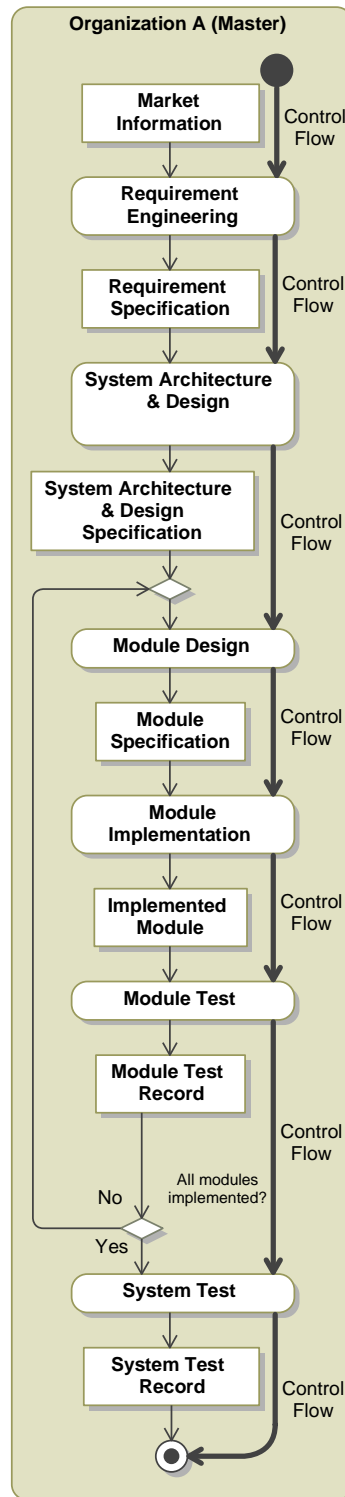 Organization A (Master)
Market
Information
Control
Flow
Requirement
Engineering
Requirement
Specification
Control
Flow
System Architecture
& Design
System Architecture
& Design
Specification
Control
Flow
Module Design
Module
Specification
Control
Flow
Module
Implementation
Implemented
Module
Control
Flow
Module Test
Module Test
Record
Control
Flow
All modules
implemented?
No
Yes
System Test
System Test
Record
Control
Flow